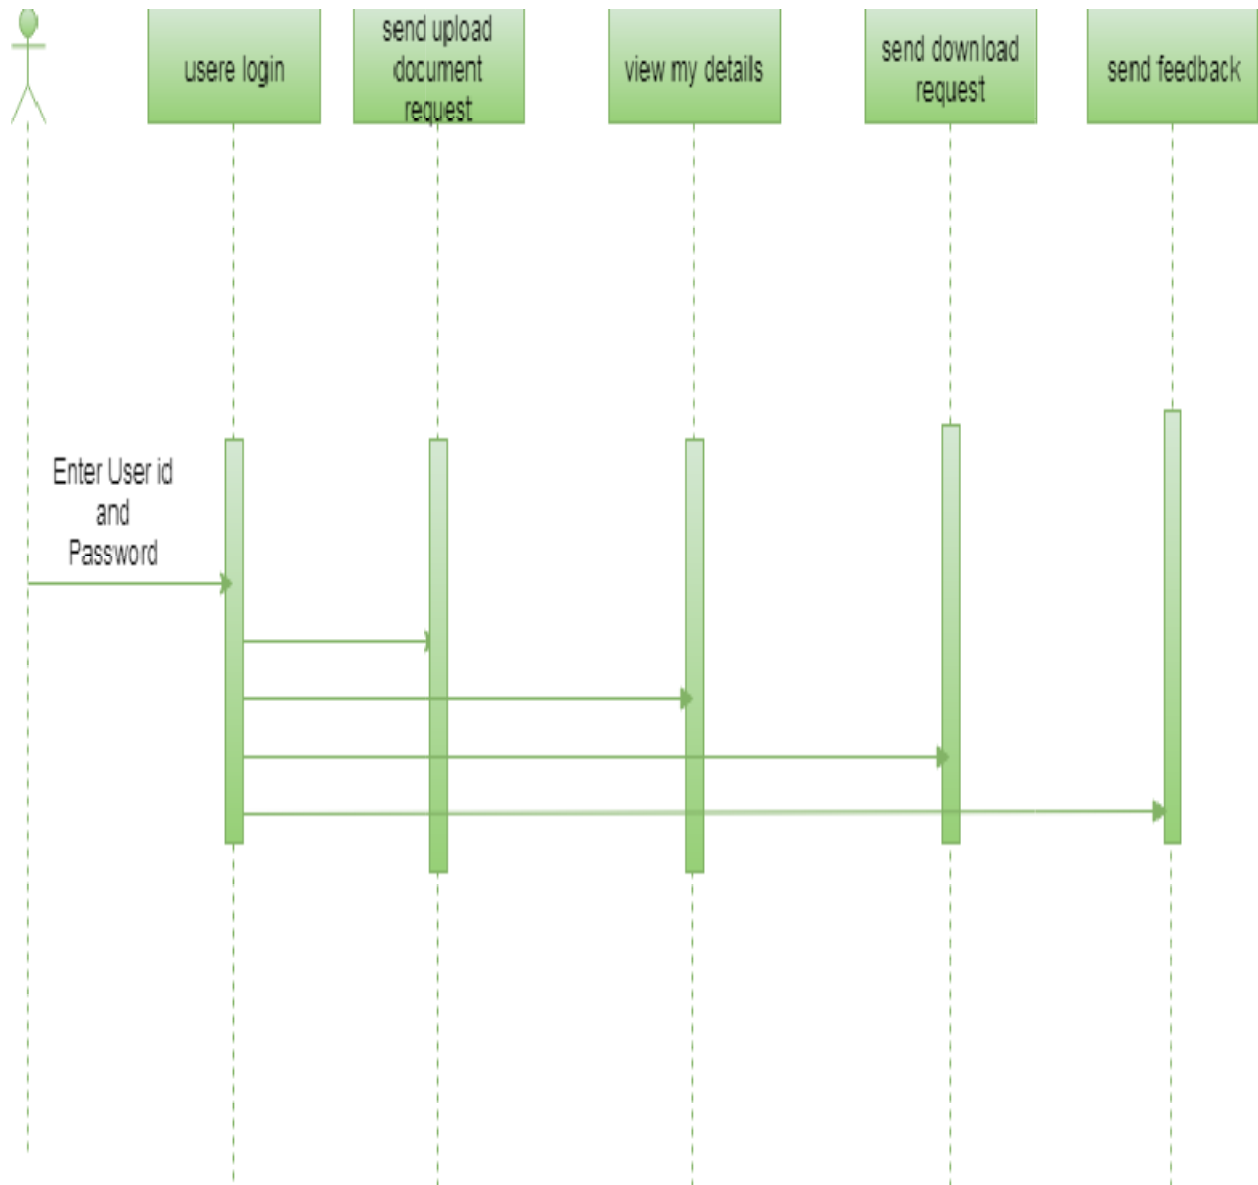 usere login
send upload
document
request
view my details
send download
request
send feedback
Enter User id
and
Password